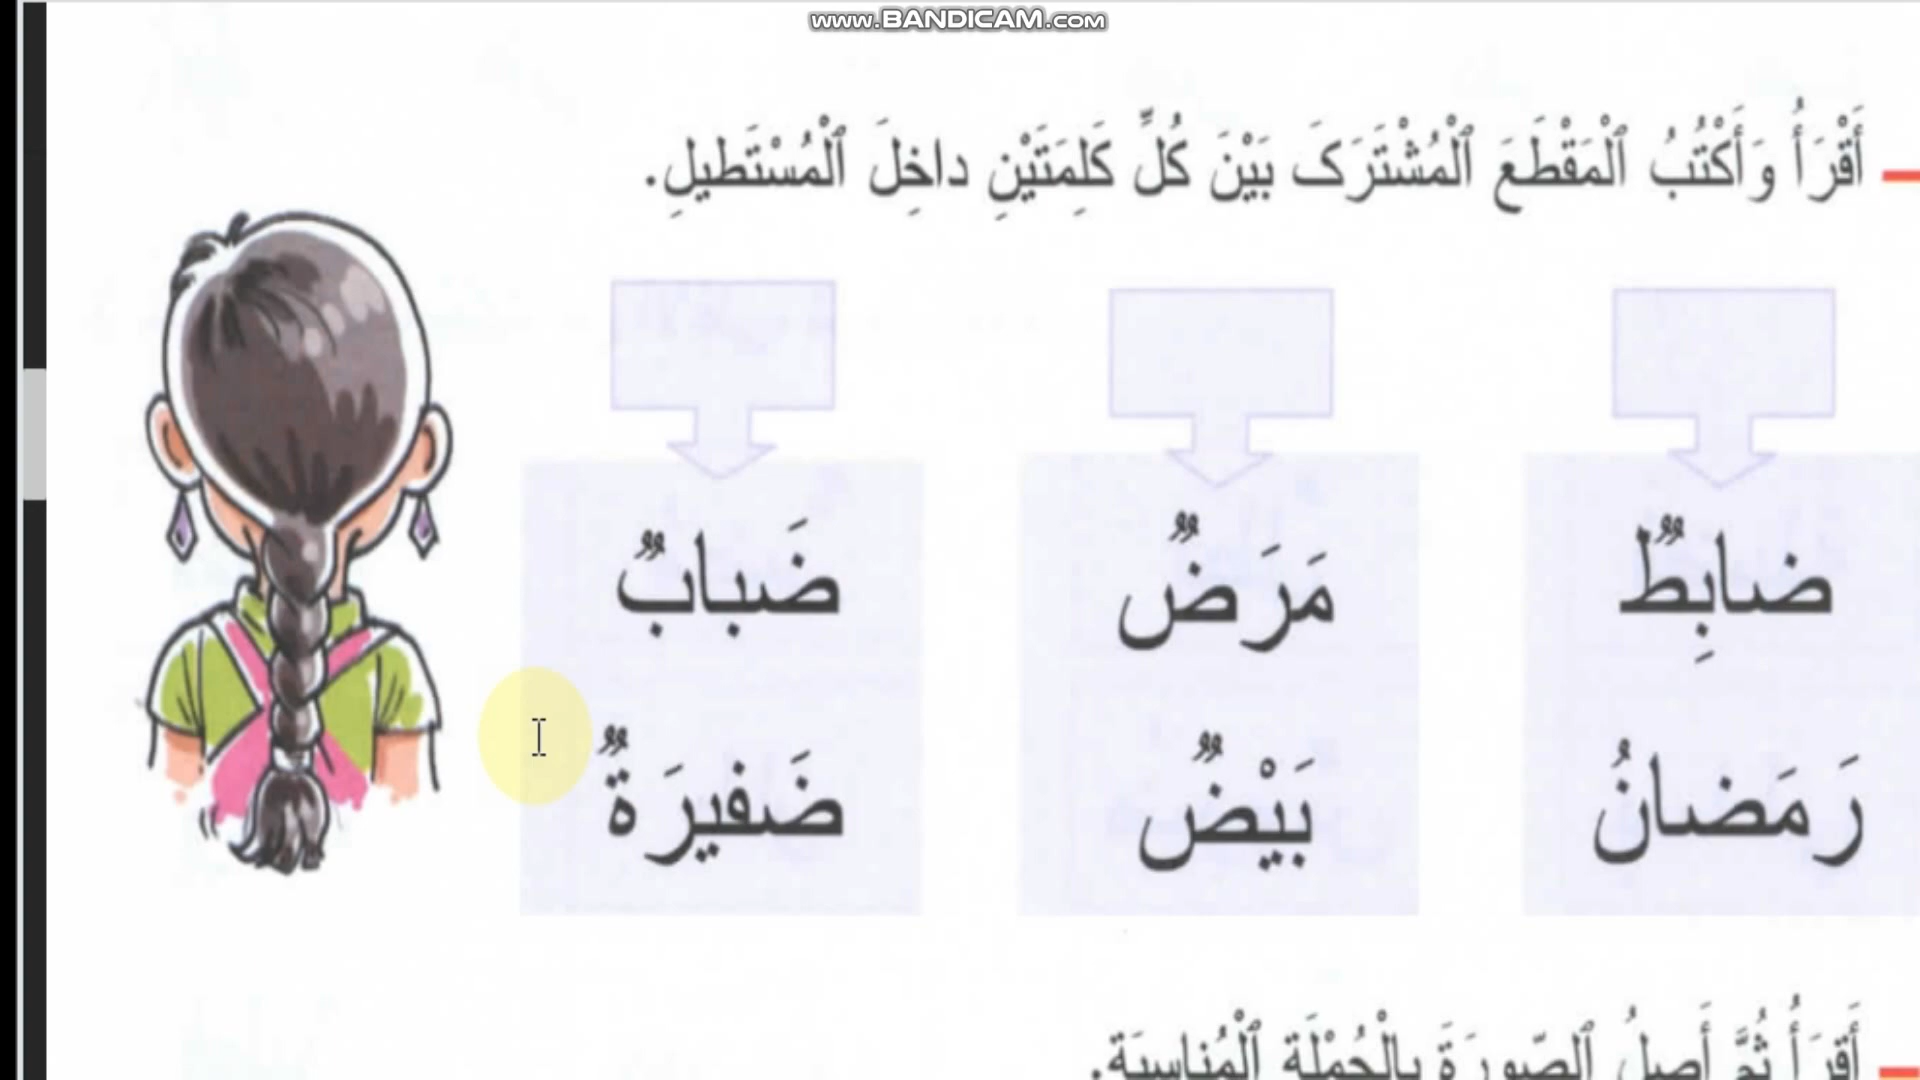 www.BANDICAM.com
أَقْرَأُ وَأَكْتُبُ ٱلْمَقْطَعَ ٱلْمُشْتَرَكَ بَيْنَ كُلِّ كَلِمَتَيْنِ داخِلَ ٱلْمُسْتَطيلِ.
ضابِطٌ
رَمَضانُ
مَرَضٌ
بَيْضٌ
ضَبابٌ
ضَفيرَةٌ
أَقْرَأُ ثُمَّ أَصِلُ ٱلصّورَةَ بِالْجُمْلَةِ ٱلْمُناسِبَةِ.